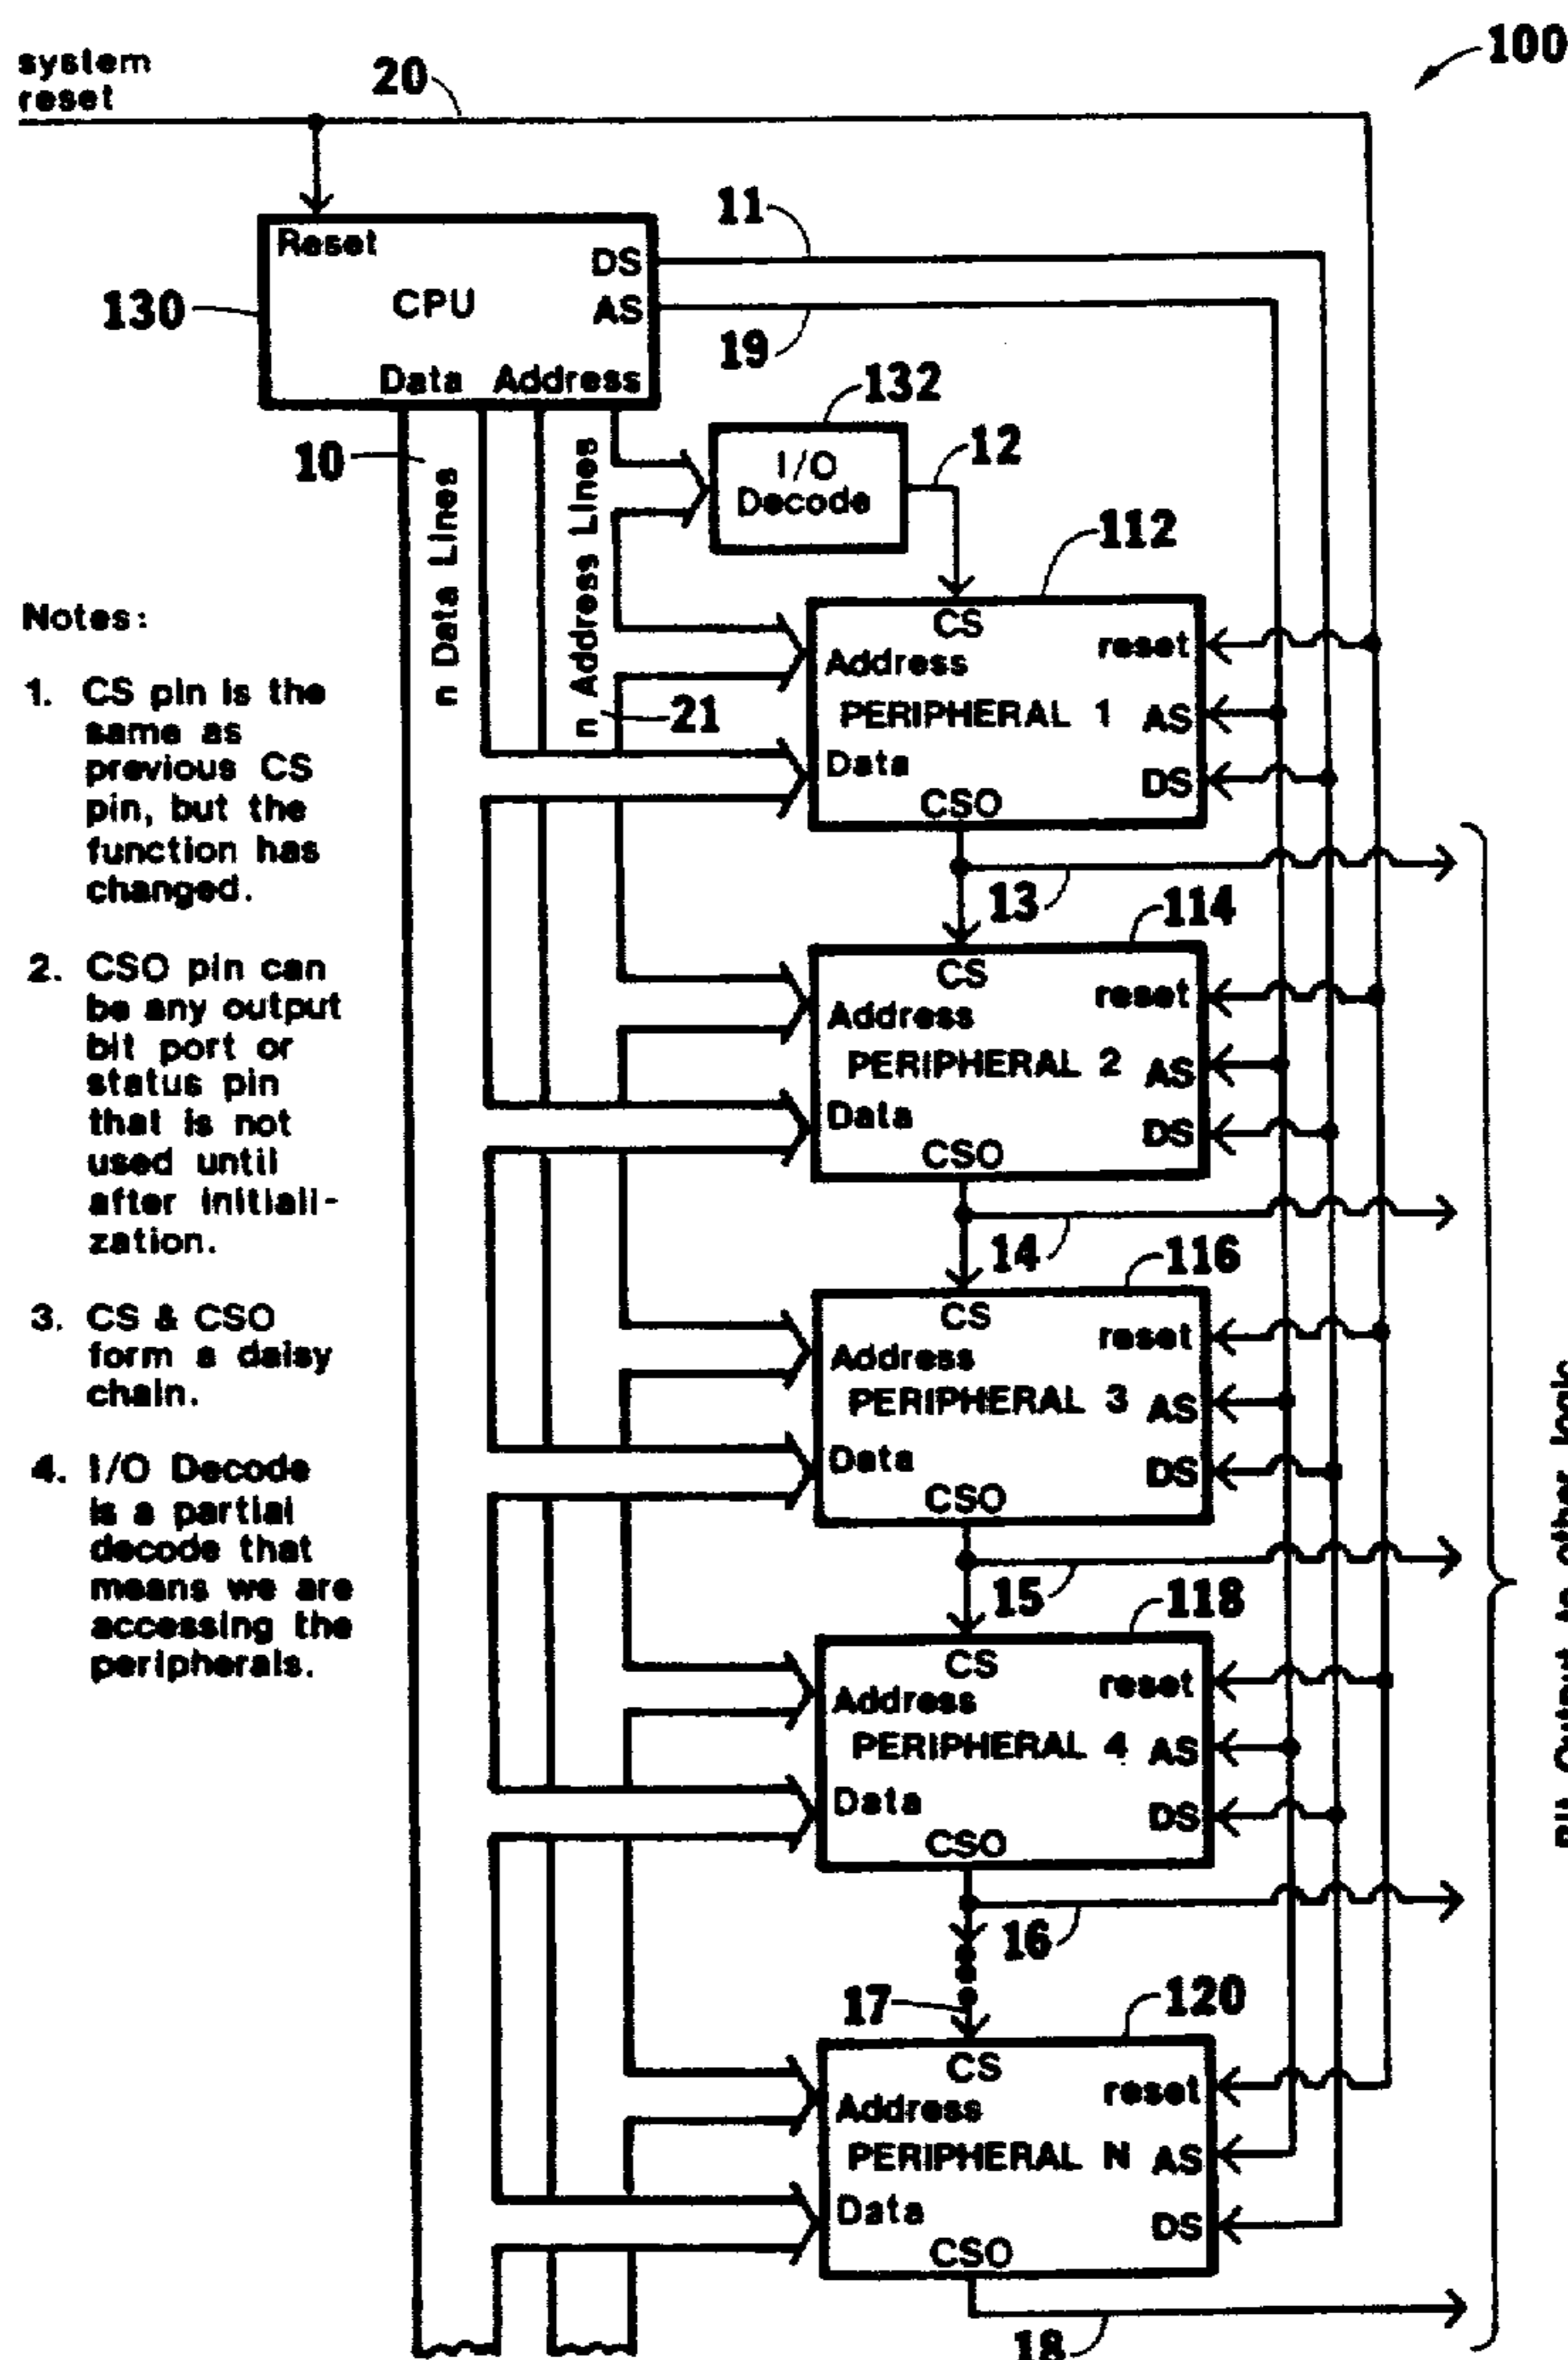 system
reset
20
100
11
Reset
DS
CPU
AS
130
19
Data Address
132
10
I/O
Decode
12
n Data Lines
n Address Lines
112
Notes:
CS
reset
Address
1. CS pin is the
same as
previous CS
pin, but the
function has
changed.
21
PERIPHERAL 1
AS
Data
DS
CSO
13
114
2. CSO pin can
be any output
bit port or
status pin
that is not
used until
after initiali-
zation.
CS
reset
Address
PERIPHERAL 2
AS
Data
DS
CSO
14
116
3. CS & CSO
form a daisy
chain.
CS
reset
Address
PERIPHERAL 3
AS
Data
DS
CSO
4. I/O Decode
is a partial
decode that
means we are
accessing the
peripherals.
15
118
CS
reset
Address
PERIPHERAL 4
AS
Data
DS
CSO
16
17
120
CS
reset
Address
PERIPHERAL N
AS
Data
DS
CSO
18
Output
other logic